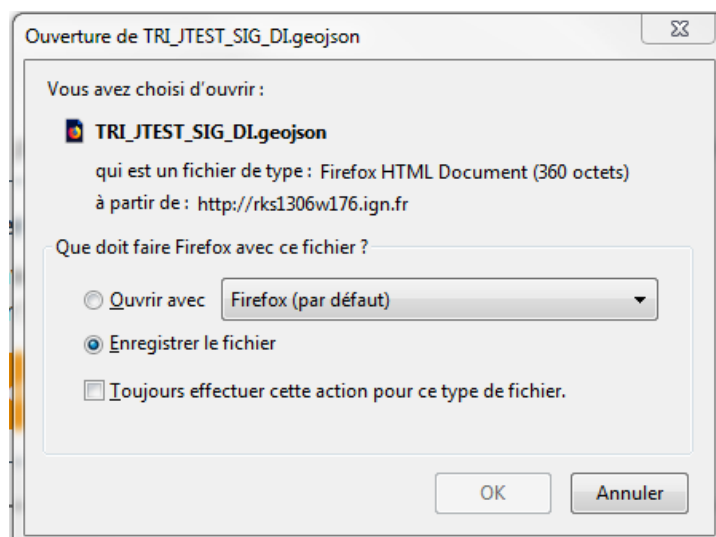 Ouverture de TRI_JTEST_SIG_DI.geojson
Vous avez choisi d'ouvrir :
TRI_JTEST_SIG_DI.geojson
qui est un fichier de type : Firefox HTML Document (360 octets)
à partir de : http://rks1306w176.ign.fr
Que doit faire Firefox avec ce fichier ?
Ouvrir avec Firefox (par défaut)
Enregistrer le fichier
Toujours effectuer cette action pour ce type de fichier.
OK Annuler